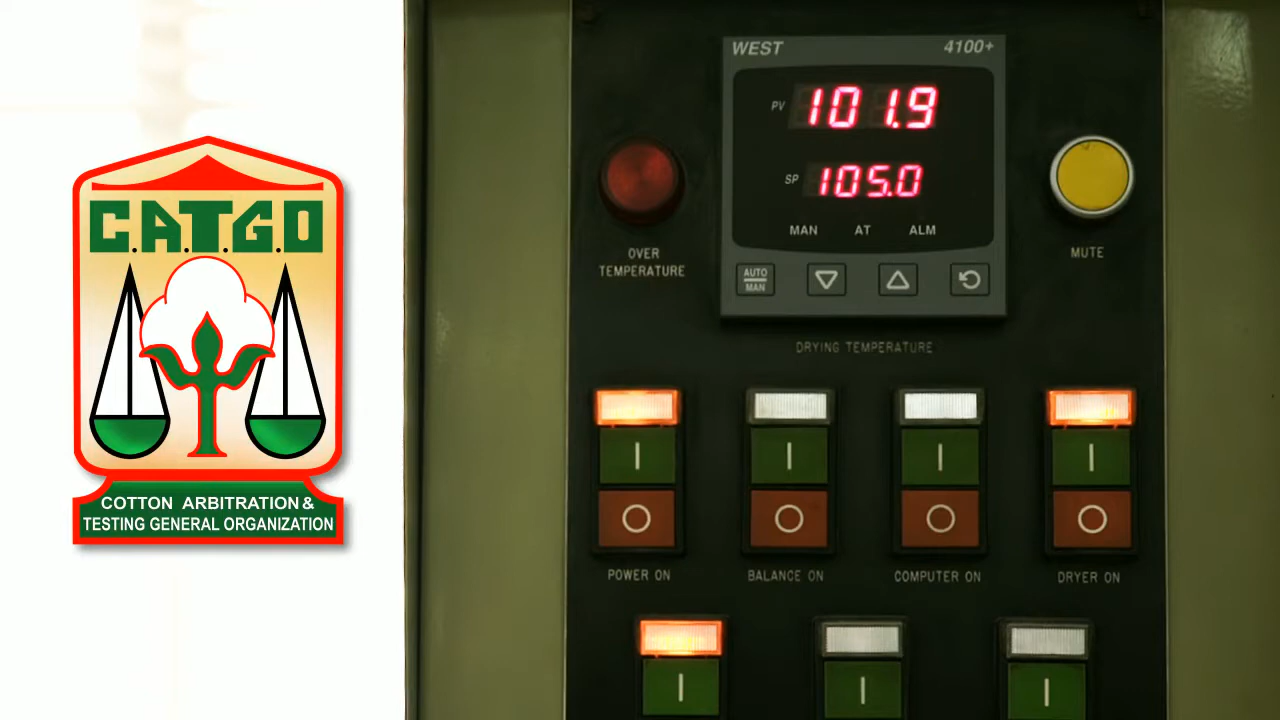 C.A.T.G.O
COTTON ARBITRATION &
TESTING GENERAL ORGANIZATION
WEST 4100+
PV 101.9
SP 105.0
MAN AT ALM
AUTO
MAN
OVER
TEMPERATURE
MUTE
DRYING TEMPERATURE
I I I I
O O O O
POWER ON BALANCE ON COMPUTER ON DRYER ON
I I I